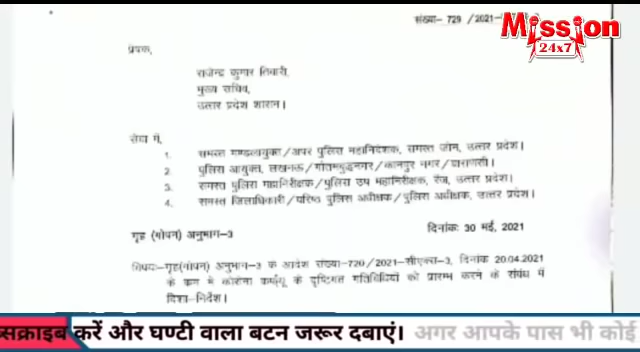 संख्या- 729 /2021-
Mission
24x7
प्रेषक,
राजेन्द्र कुमार तिवारी,
मुख्य सचिव,
उत्तर प्रदेश शासन।
सेवा में,
1. समस्त मण्डलायुक्त/अपर पुलिस महानिदेशक, समस्त जोन, उत्तर प्रदेश।
2. पुलिस आयुक्त, लखनऊ/गौतमबुद्धनगर/कानपुर नगर/वाराणसी।
3. समस्त पुलिस महानिरीक्षक/पुलिस उप महानिरीक्षक, रेंज, उत्तर प्रदेश।
4. समस्त जिलाधिकारी/वरिष्ठ पुलिस अधीक्षक/पुलिस अधीक्षक, उत्तर प्रदेश।
गृह (गोपन) अनुभाग-3 दिनांक: 30 मई, 2021
विषय:-गृह(गोपन) अनुभाग-3 के आदेश संख्या-720/2021-सीएक्स-3, दिनांक 20.04.2021
के क्रम में कोरोना कर्फ्यू के दृष्टिगत गतिविधियों को प्रारम्भ करने के संबंध में
दिशा-निर्देश।
सक्राइब करें और घण्टी वाला बटन जरूर दबाएं। अगर आपके पास भी कोई